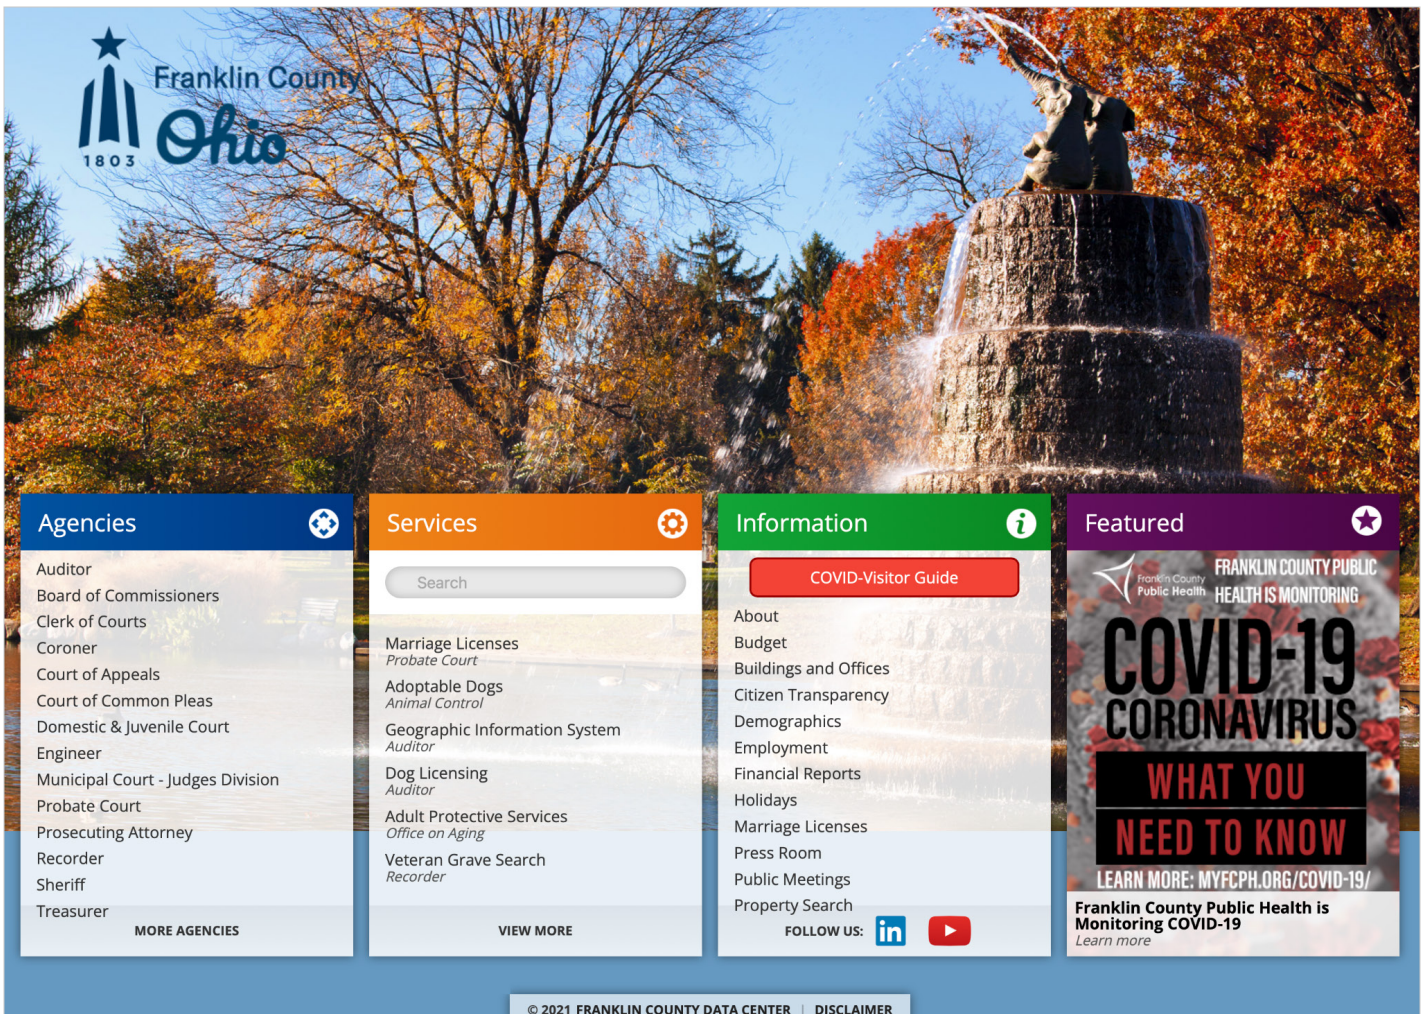 Franklin County
Ohio
1803
Agencies
Auditor
Board of Commissioners
Clerk of Courts
Coroner
Court of Appeals
Court of Common Pleas
Domestic & Juvenile Court
Engineer
Municipal Court - Judges Division
Probate Court
Prosecuting Attorney
Recorder
Sheriff
Treasurer
MORE AGENCIES
Services
Search
Marriage Licenses
Probate Court
Adoptable Dogs
Animal Control
Geographic Information System
Auditor
Dog Licensing
Auditor
Adult Protective Services
Office on Aging
Veteran Grave Search
Recorder
VIEW MORE
Information
COVID-Visitor Guide
About
Budget
Buildings and Offices
Citizen Transparency
Demographics
Employment
Financial Reports
Holidays
Marriage Licenses
Press Room
Public Meetings
Property Search
FOLLOW US: in
Featured
Franklin County
Public Health
FRANKLIN COUNTY PUBLIC
HEALTH IS MONITORING
COVID-19
CORONAVIRUS
WHAT YOU
NEED TO KNOW
LEARN MORE: MYFCPH.ORG/COVID-19/
Franklin County Public Health is
Monitoring COVID-19
Learn more
© 2021 FRANKLIN COUNTY DATA CENTER | DISCLAIMER